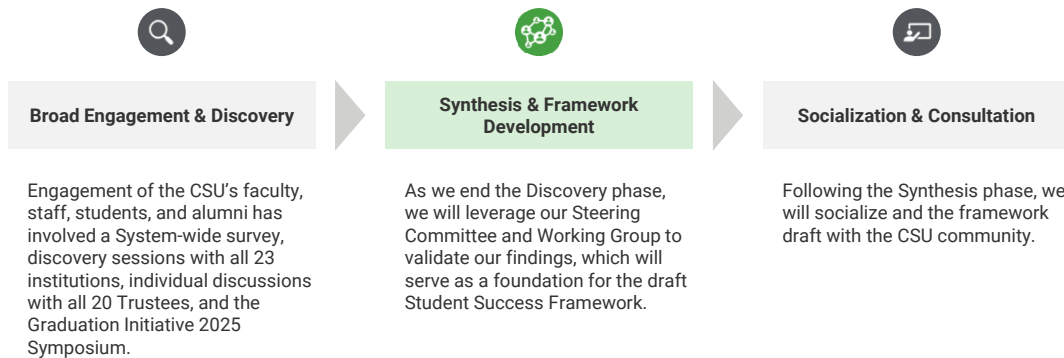 Broad Engagement & Discovery
Synthesis & Framework
Development
Socialization & Consultation
Engagement of the CSU's faculty,
staff, students, and alumni has
involved a System-wide survey,
discovery sessions with all 23
institutions, individual discussions
with all 20 Trustees, and the
Graduation Initiative 2025
Symposium.
As we end the Discovery phase,
we will leverage our Steering
Committee and Working Group to
validate our findings, which will
serve as a foundation for the draft
Student Success Framework.
Following the Synthesis phase, we
will socialize and the framework
draft with the CSU community.